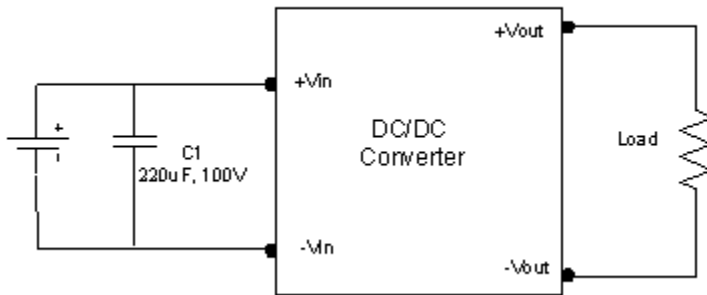 +Vout
+Vin
+
DC/DC
Converter
C1
220uF, 100V
Load
-Vin
-Vout